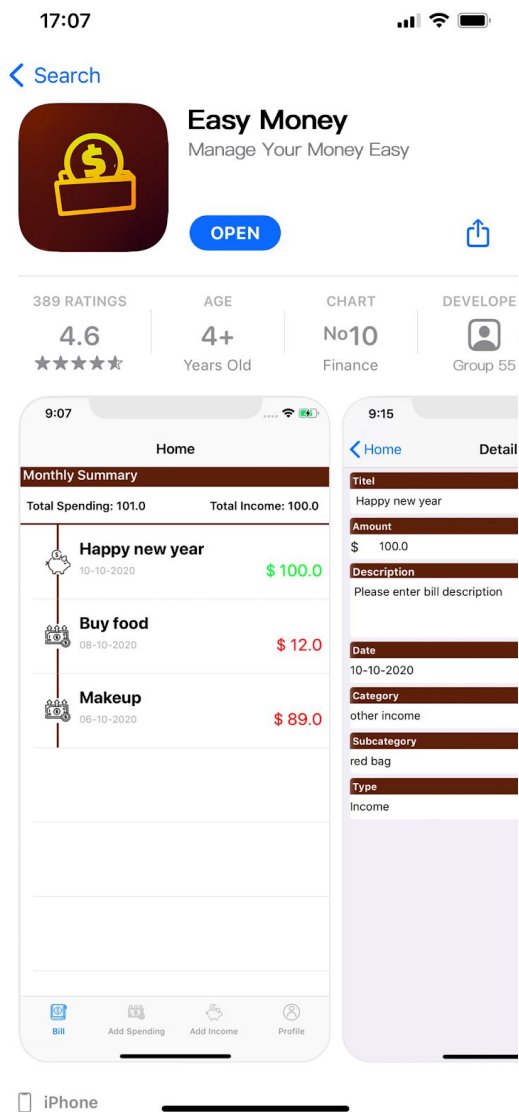 17:07
Search
Easy Money
Manage Your Money Easy
OPEN
389 RATINGS
4.6
AGE
4+
Years Old
CHART
No10
Finance
DEVELOPE
Group 55
9:07
Home
Monthly Summary
Total Spending: 101.0 Total Income: 100.0
Happy new year
10-10-2020
$ 100.0
Buy food
08-10-2020
$ 12.0
Makeup
06-10-2020
$ 89.0
Bill Add Spending Add Income Profile
9:15
Home Detail
Titel
Happy new year
Amount
$ 100.0
Description
Please enter bill description
Date
10-10-2020
Category
other income
Subcategory
red bag
Type
Income
iPhone